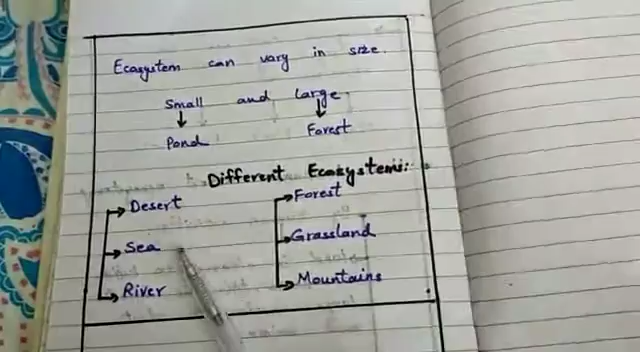 Ecosystem can vary in size.
Small and large.
Pond Forest
Different Ecosystems:
Desert Forest
Sea Grassland
River Mountains